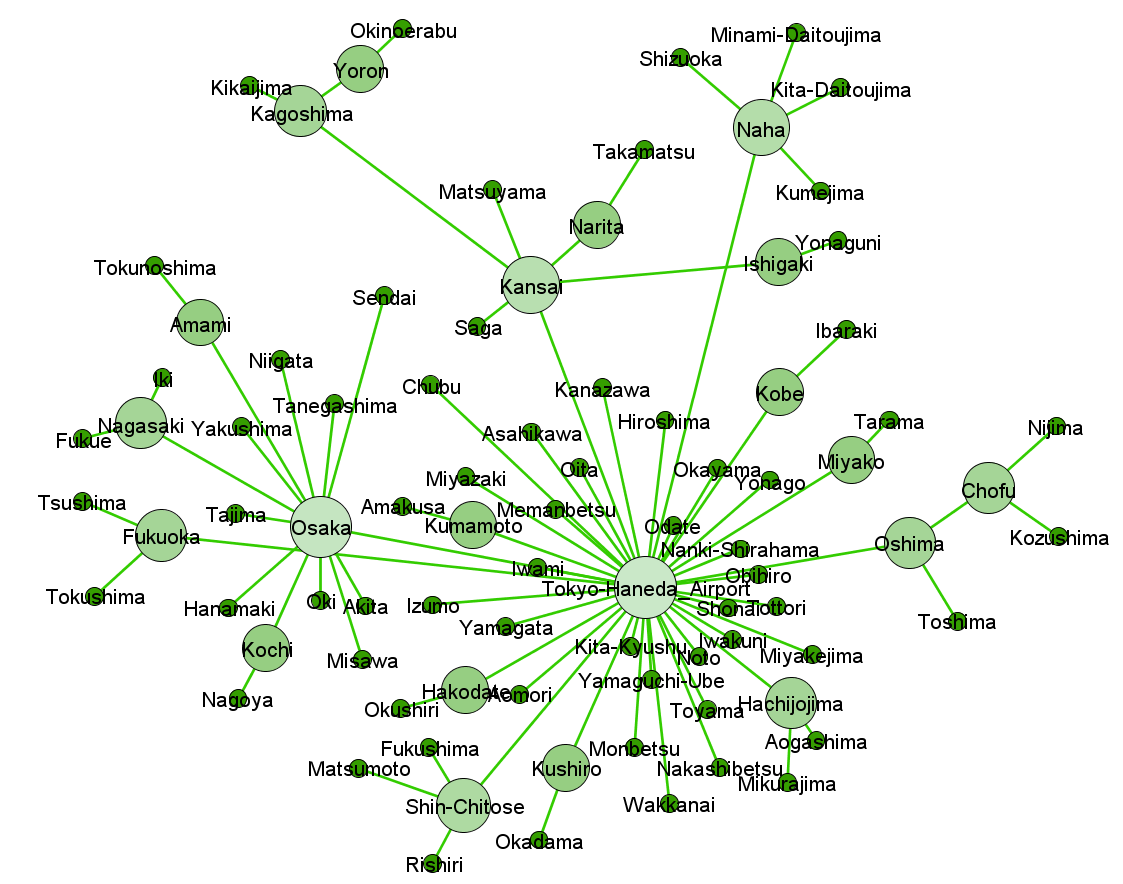 Okinoerabu
Minami-Daitoujima
Shizuoka
Yoron
Kikaijima
Kita-Daitoujima
Kagoshima
Naha
Takamatsu
Matsuyama
Kumejima
Narita
Yonaguni
Tokunoshima
Ishigaki
Kansai
Sendai
Amami
Saga
Ibaraki
Niigata
Iki
Chubu
Kanazawa
Kobe
Tanegashima
Hiroshima
Tarama
Nagasaki
Yakushima
Nijima
Fukue
Asahikawa
Miyako
Oita
Okayama
Miyazaki
Yonago
Chofu
Tsushima
Amakusa
Memanbetsu
Tajima
Kumamoto
Odate
Osaka
Fukuoka
Kozushima
Oshima
Nanki-Shirahama
Iwami
Obihiro
Tokyo-Haneda_Airport
Tokushima
Hanamaki
Oki
Akita
Izumo
Shonai
Tottori
Toshima
Yamagata
Iwakuni
Kita-Kyushu
Kochi
Noto
Miyakejima
Misawa
Yamaguchi-Ube
Hakodate
Aomori
Nagoya
Okushiri
Toyama
Hachijojima
Aogashima
Fukushima
Monbetsu
Matsumoto
Kushiro
Nakashibetsu
Mikurajima
Shin-Chitose
Wakkanai
Okadama
Rishiri